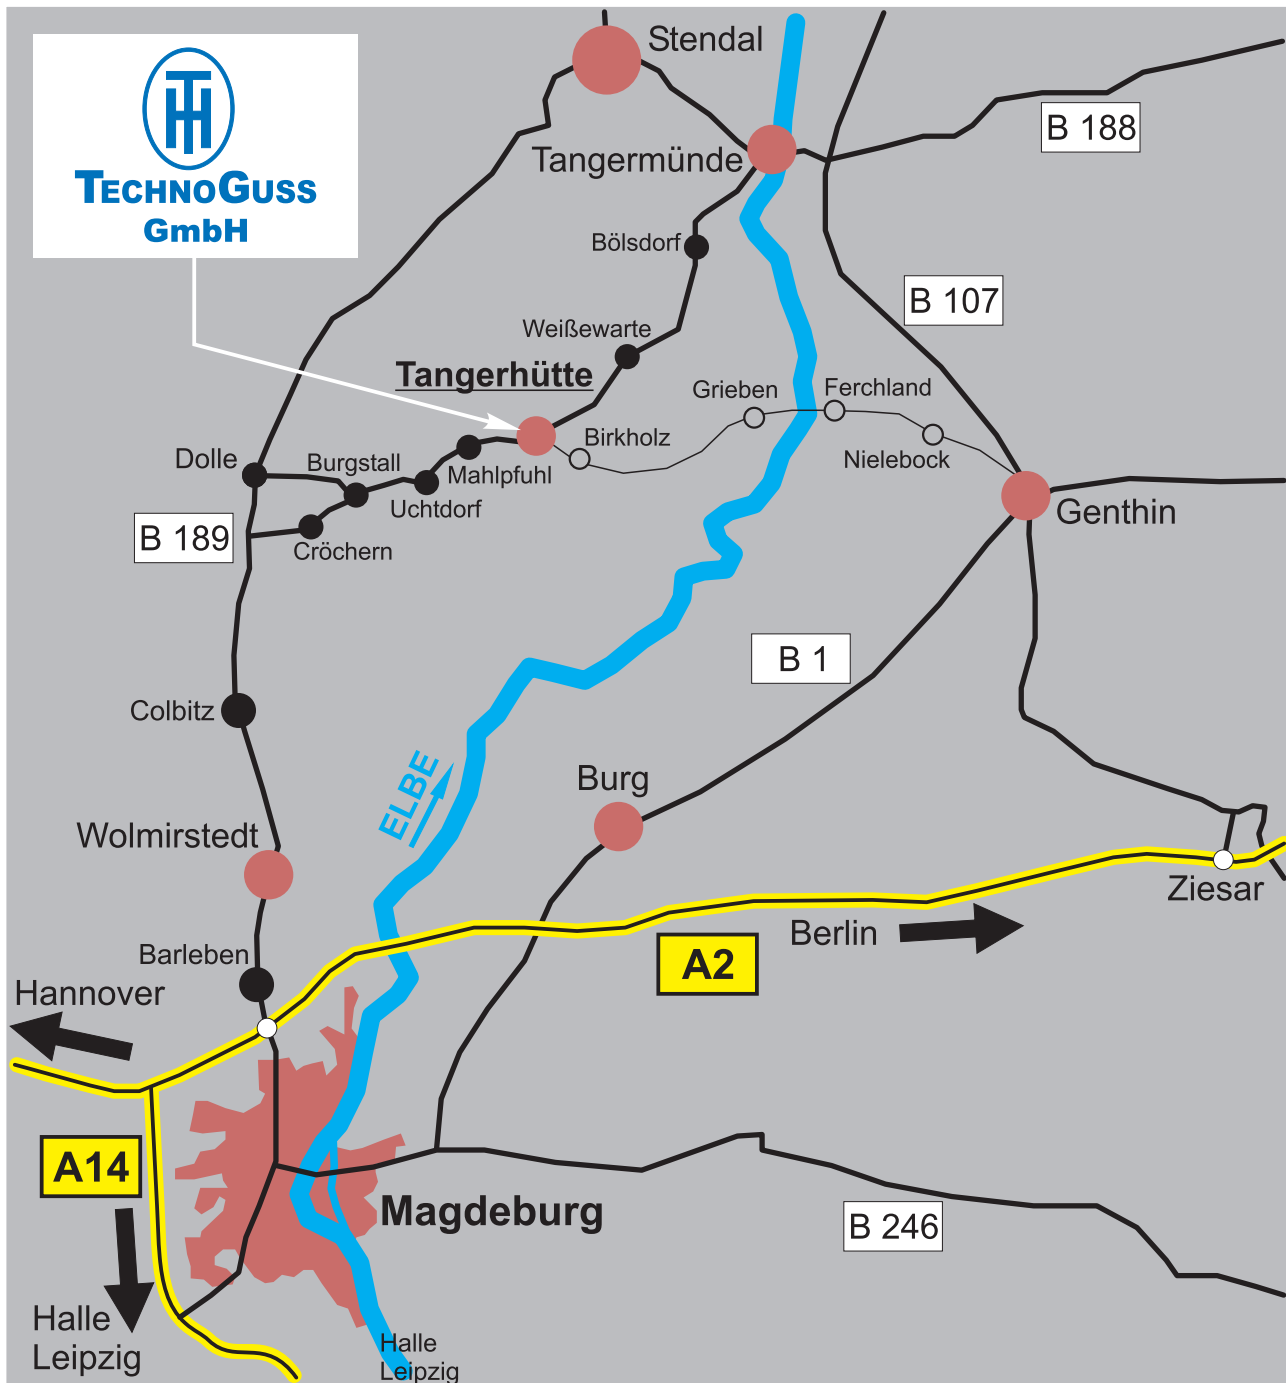 Stendal
TH
TECHNOGUSS
GmbH
B 188
Tangermünde
Bölsdorf
B 107
Weißewarte
Tangerhütte
Grieben
Ferchland
Birkholz
Nielebock
Dolle
Burgstall
Mahlpfuhl
Uchtdorf
Genthin
B 189
Cröchern
B 1
Colbitz
ELBE
Burg
Wolmirstedt
Ziesar
Berlin
A2
Barleben
Hannover
A14
Magdeburg
B 246
Halle
Leipzig
Halle
Leipzig